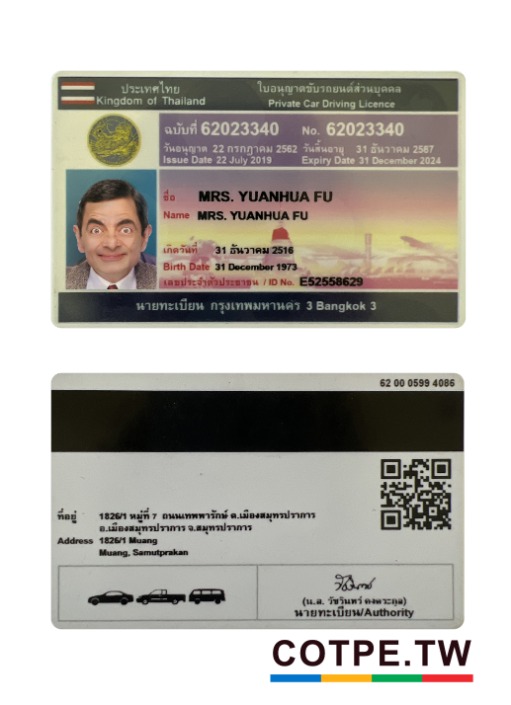 ประเทศไทย
Kingdom of Thailand
ใบอนุญาตขับรถยนต์ส่วนบุคคล
Private Car Driving Licence
ฉบับที่ 62023340 No. 62023340
วันอนุญาต 22 กรกฎาคม 2562 วันสิ้นอายุ 31 ธันวาคม 2567
Issue Date 22 July 2019 Expiry Date 31 December 2024
ชื่อ MRS. YUANHUA FU
Name MRS. YUANHUA FU
เกิดวันที่ 31 ธันวาคม 2516
Birth Date 31 December 1973
เลขประจำตัวประชาชน / ID No. E52558629
นายทะเบียน กรุงเทพมหานคร 3 Bangkok 3
62 00 0599 4086
ที่อยู่ 1826/1 หมู่ที่ 7 ถนนเทพารักษ์ ต.เมืองสมุทรปราการ
อ.เมืองสมุทรปราการ จ.สมุทรปราการ
Address 1826/1 Muang
Muang, Samutprakan
(น.ส.
นายทะเบียน/Authority
COTPE.TW